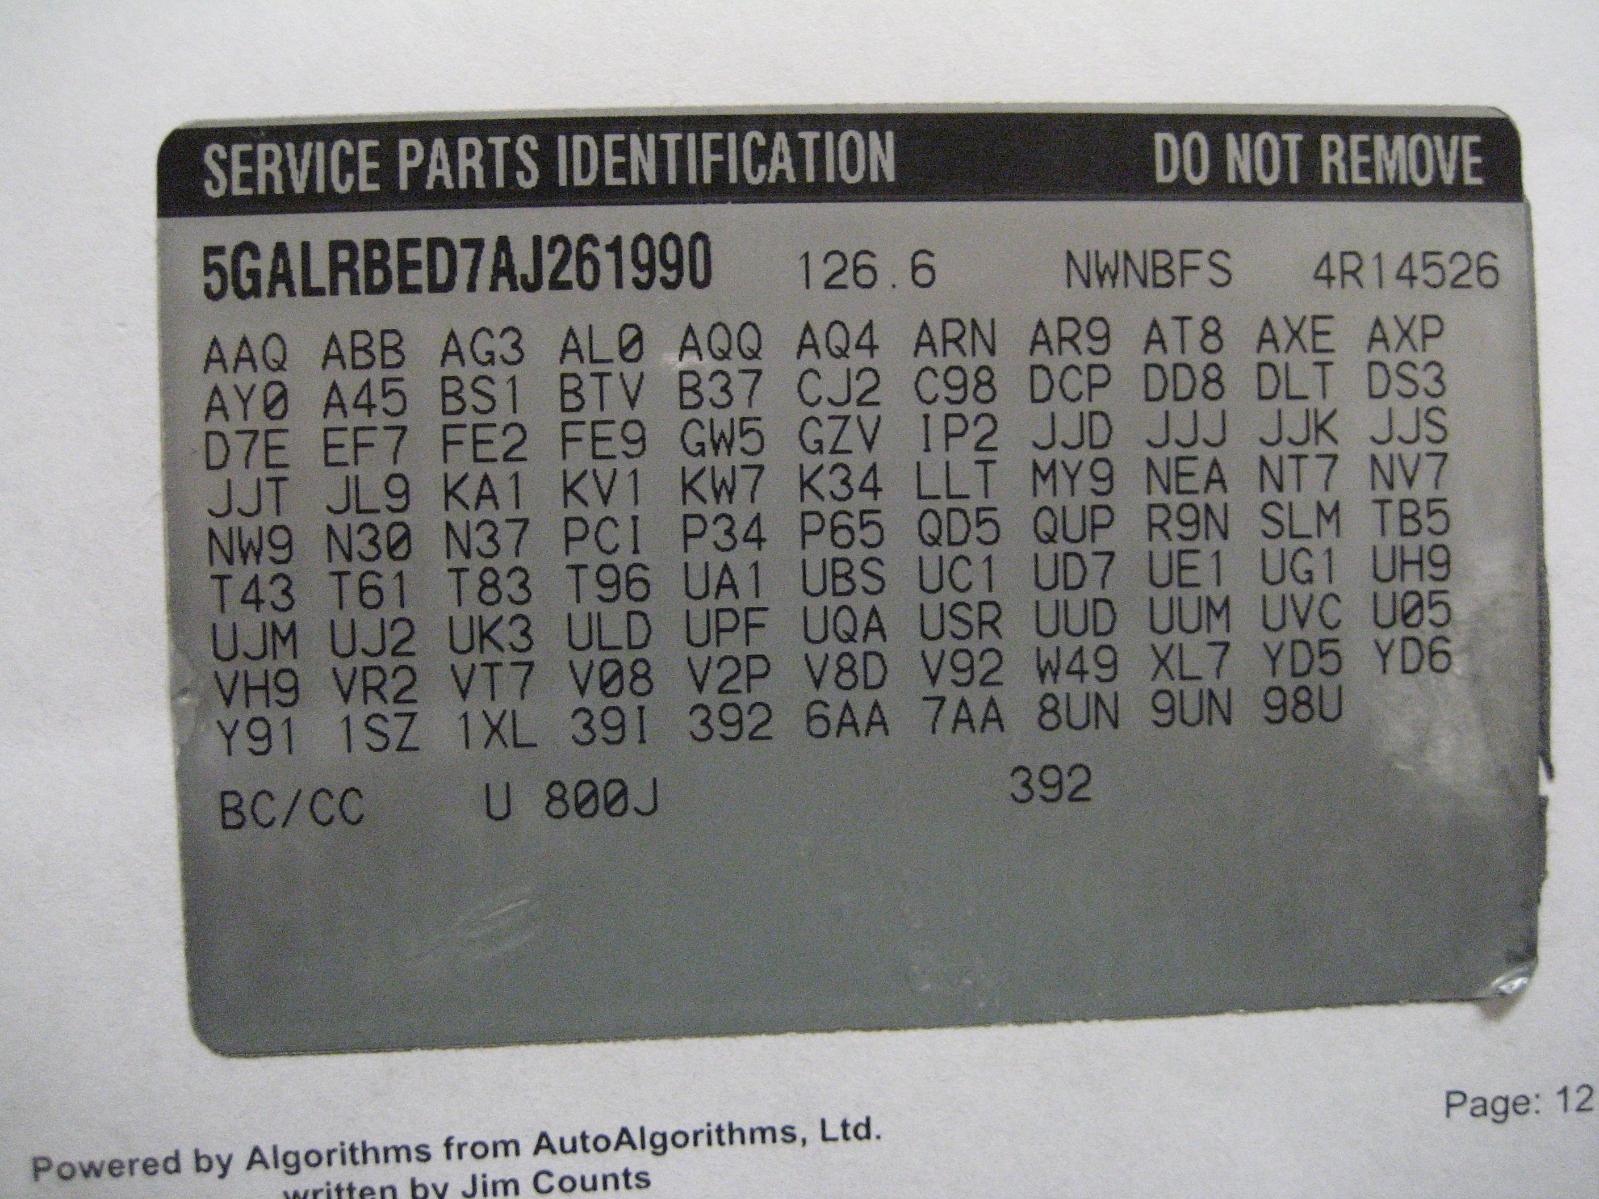 SERVICE PARTS IDENTIFICATION DO NOT REMOVE
5GALRBED7AJ261990 126.6 NWNBFS 4R14526
AAQ ABB AG3 AL0 AQQ AQ4 ARN AR9 AT8 AXE AXP
AY0 A45 BS1 BTV B37 CJ2 C98 DCP DD8 DLT DS3
D7E EF7 FE2 FE9 GW5 GZV IP2 JJD JJJ JJK JJS
JJT JL9 KA1 KV1 KW7 K34 LLT MY9 NEA NT7 NV7
NW9 N30 N37 PCI P34 P65 QD5 QUP R9N SLM TB5
T43 T61 T83 T96 UA1 UBS UC1 UD7 UE1 UG1 UH9
UJM UJ2 UK3 ULD UPF UQA USR UUD UUM UVC U05
VH9 VR2 VT7 V08 V2P V8D V92 W49 XL7 YD5 YD6
Y91 1SZ 1XL 39I 392 6AA 7AA 8UN 9UN 98U
BC/CC U 800J 392
Page: 12
Powered by Algorithms from AutoAlgorithms, Ltd.
written by Jim Counts